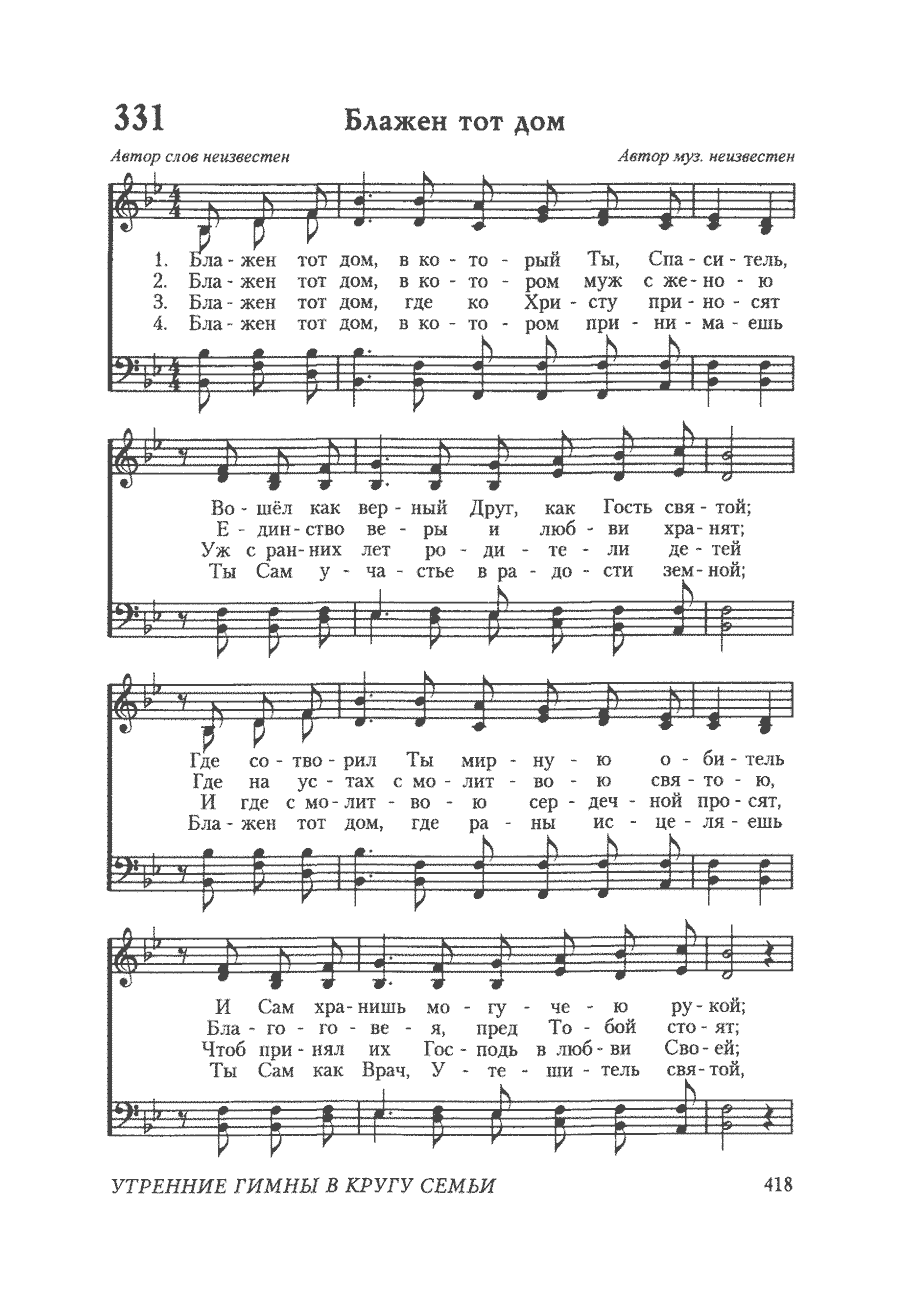 331
Блажен тот дом
Автор слов неизвестен
Автор муз. неизвестен
4
4
1. Бла - жен тот дом, в ко - то - рый Ты, Спа - си - тель,
2. Бла - жен тот дом, в ко - то - ром муж с же - но - ю
3. Бла - жен тот дом, где ко Хри - сту при - но - сят
4. Бла - жен тот дом, в ко - то - ром при - ни - ма - ешь
4
4
Во - шёл как вер - ный Друг, как Гость свя - той;
Е - дин - ство ве - ры и люб - ви хра - нят;
Уж с ран - них лет ро - ди - те - ли де - тей
Ты Сам у - ча - стье в ра - до - сти зем - ной;
Где со - тво - рил Ты мир - ну - ю о - би - тель
Где на ус - тах с мо - лит - во - ю свя - то - ю,
И где с мо - лит - во - ю сер - деч - ной про - сят,
Бла - жен тот дом, где ра - ны ис - це - ля - ешь
И Сам хра - нишь мо - гу - че - ю ру - кой;
Бла - го - го - ве - я, пред То - бой сто - ят;
Чтоб при - нял их Гос - подь в люб - ви Сво - ей;
Ты Сам как Врач, У - те - ши - тель свя - той,
УТРЕННИЕ ГИМНЫ В КРУГУ СЕМЬИ
418